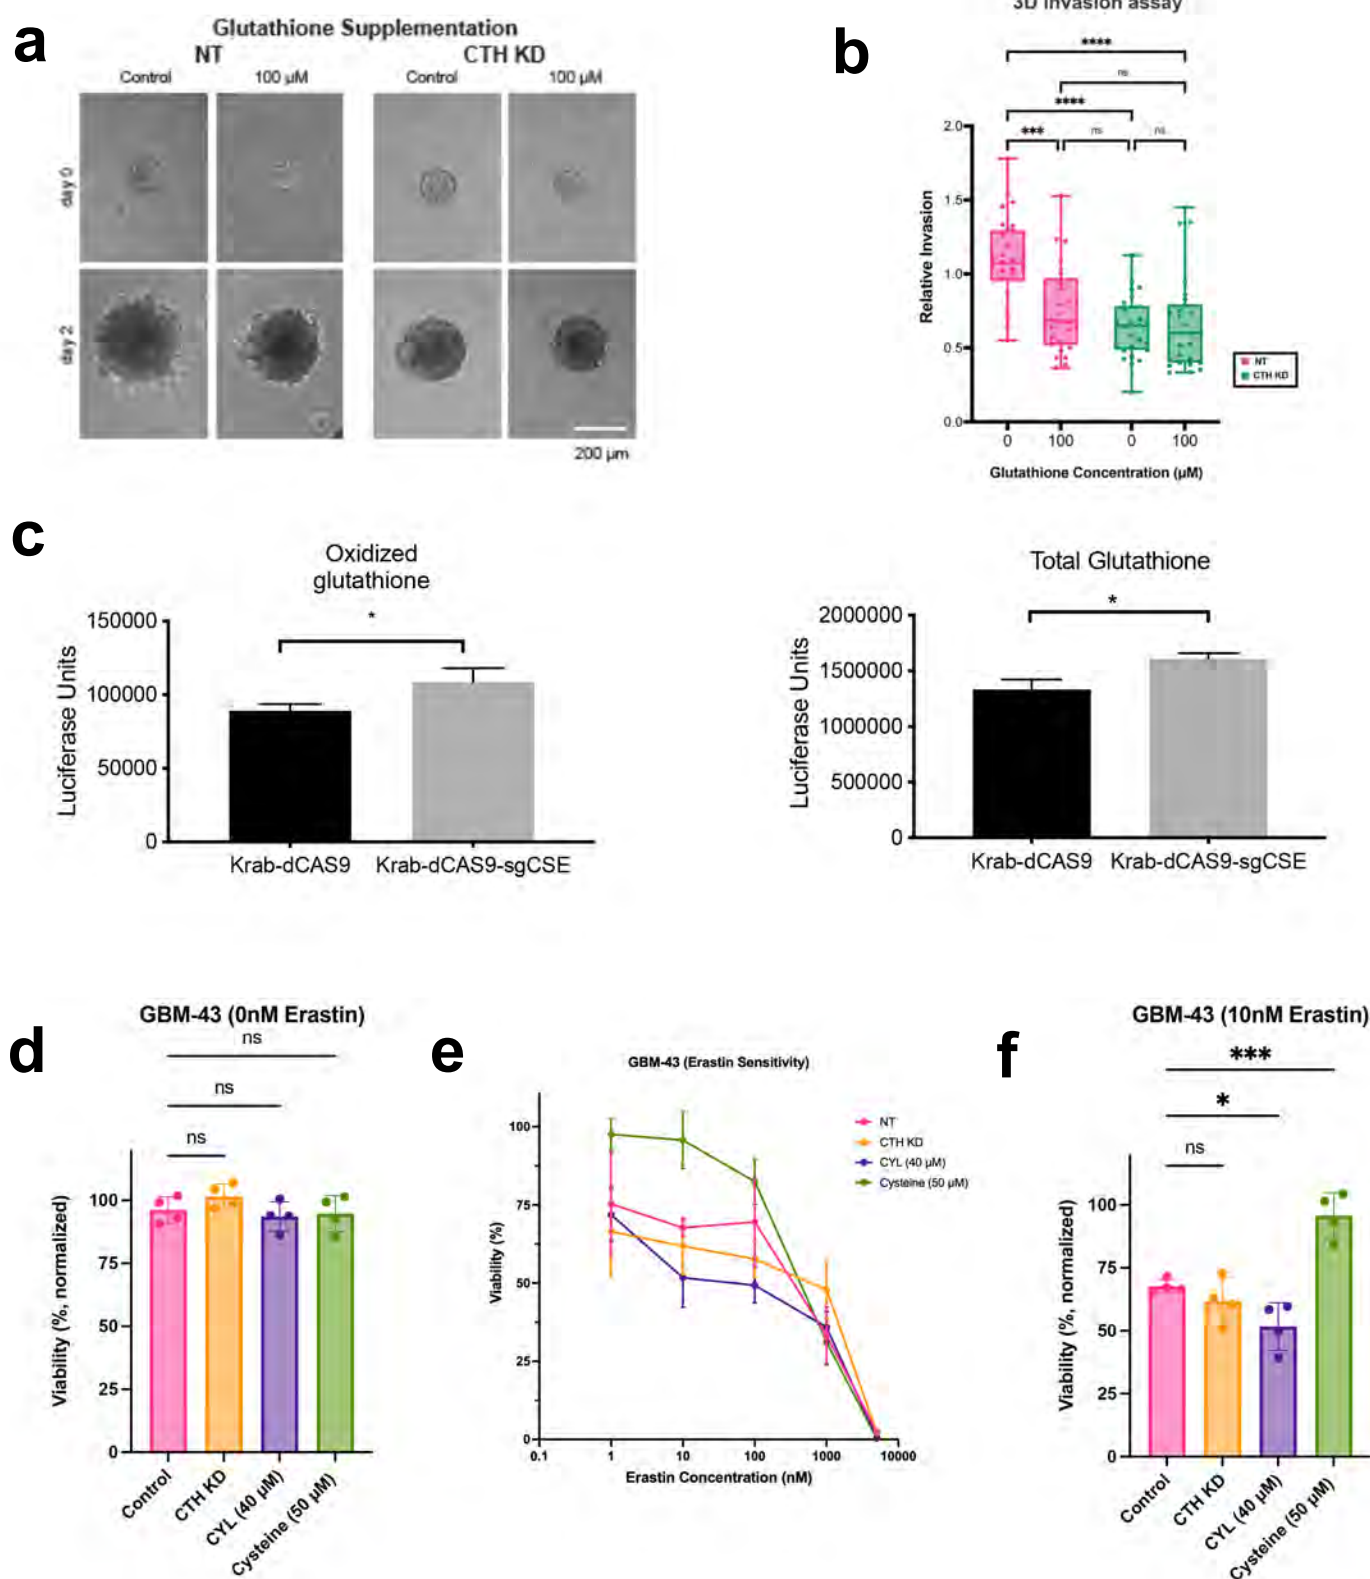 a
Glutathione Supplementation
NT
CTH KD
Control
100 µM
Control
100 µM
day 0
day 2
200 µm
b
3D invasion assay
****
ns
****
***
ns
ns
Relative Invasion
2.0
1.5
1.0
0.5
0.0
0
100
0
100
Glutathione Concentration (µM)
NT
CTH KD
c
Oxidized
glutathione
*
Luciferase Units
150000
100000
50000
0
Krab-dCAS9
Krab-dCAS9-sgCSE
Total Glutathione
*
Luciferase Units
2000000
1500000
1000000
500000
0
Krab-dCAS9
Krab-dCAS9-sgCSE
d
GBM-43 (0nM Erastin)
ns
ns
ns
Viability (%, normalized)
100
75
50
25
0
Control
CTH KD
CYL (40 µM)
Cysteine (50 µM)
e
GBM-43 (Erastin Sensitivity)
Viability (%)
100
75
50
25
0
0.1
1
10
100
1000
10000
Erastin Concentration (nM)
NT
CTH KD
CYL (40 µM)
Cysteine (50 µM)
f
GBM-43 (10nM Erastin)
***
*
ns
Viability (%, normalized)
100
75
50
25
0
Control
CTH KD
CYL (40 µM)
Cysteine (50 µM)